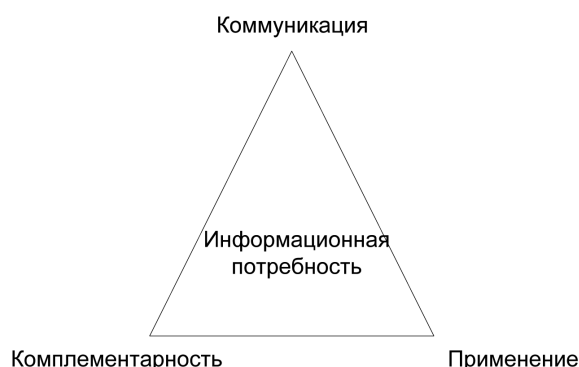 Коммуникация
Информационная
потребность
Комплементарность
Применение